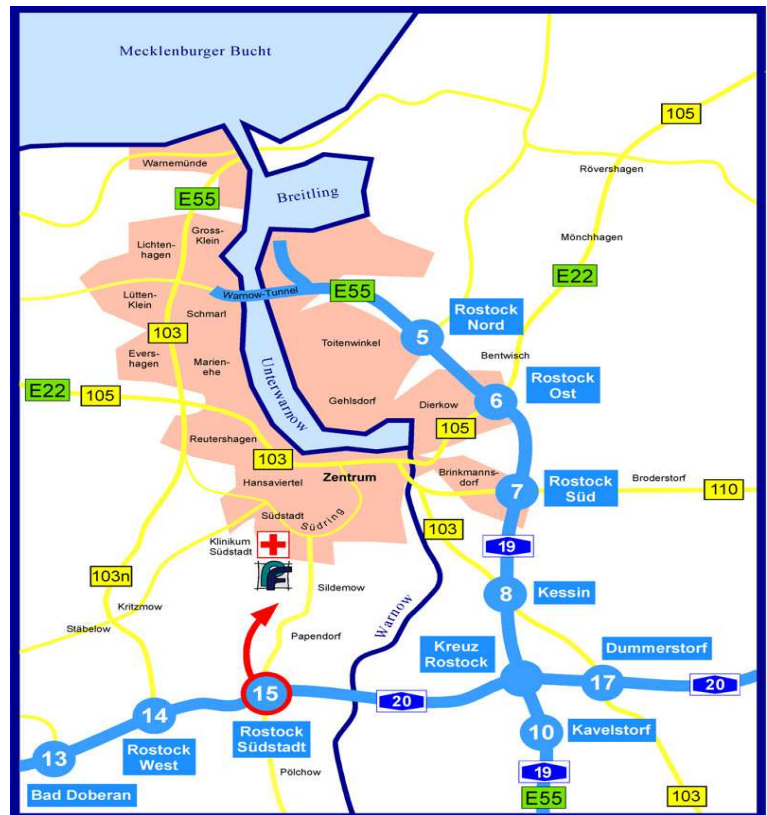 Mecklenburger Bucht
105
Warnemünde
Rövershagen
E55
Breitling
Gross-
Klein
Lichten-
hagen
Mönchhagen
E22
Lütten-
Klein
Warnow-Tunnel
E55
Schmarl
Rostock
Nord
5
103
Toitenwinkel
Evers-
hagen
Marien-
ehe
Unterwarnow
Bentwisch
Rostock
Ost
E22
105
Gehlsdorf
Dierkow
6
105
Reutershagen
103
Hansaviertel
Zentrum
Brinkmanns-
dorf
7
Rostock
Süd
Broderstorf
110
Südstadt
Südring
103
Klinikum
Südstadt
19
103n
Kritzmow
Sildemow
8
Kessin
Stäbelow
Papendorf
Warnow
Kreuz
Rostock
Dummerstorf
15
20
17
20
14
Rostock
West
Rostock
Südstadt
10
Kavelstorf
13
Pölchow
19
Bad Doberan
E55
103